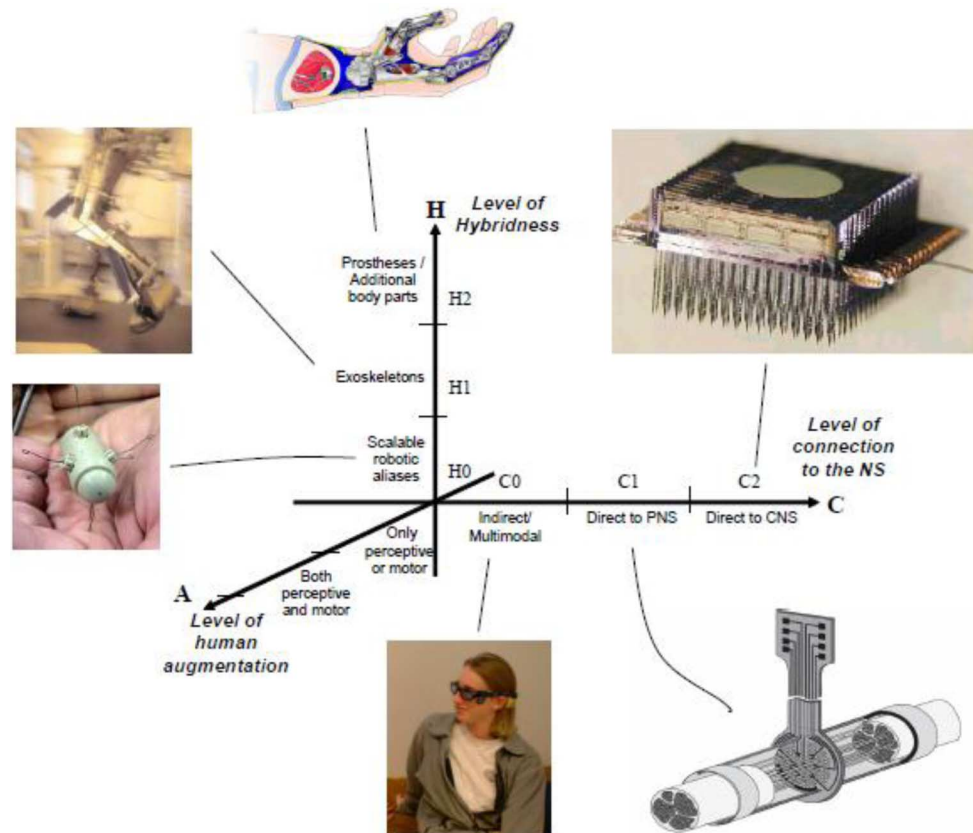 H
Level of
Hybridness
Prostheses /
Additional
body parts
H2
Exoskeletons
H1
Scalable
robotic
aliases
H0
Level of
connection
to the NS
C0
C1
C2
C
Indirect/
Multimodal
Direct to PNS
Direct to CNS
Only
perceptive
or motor
Both
perceptive
and motor
A
Level of
human
augmentation